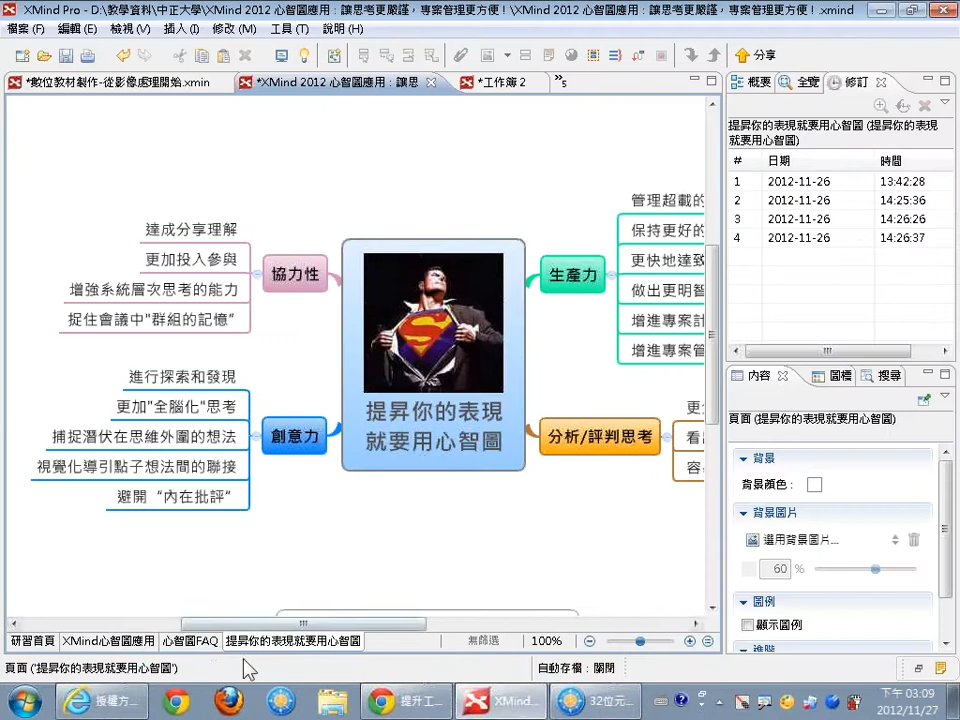 XMind Pro - D:\教學資料\中正大學\XMind 2012 心智圖應用：讓思考更嚴謹，專案管理更方便！\XMind 2012 心智圖應用：讓思考更嚴謹，專案管理更方便！.xmind
檔案(F) 編輯(E) 檢視(V) 插入(I) 修改(M) 工具(T) 說明(H)
分享
*數位教材製作-從影像處理開始.xmin
*XMind 2012 心智圖應用：讓思
*工作簿 2
»5
概要 全覽 修訂
提昇你的表現就要用心智圖 (提昇你的表現
就要用心智圖)
# 日期 時間
1 2012-11-26 13:42:28
2 2012-11-26 14:25:36
3 2012-11-26 14:26:26
4 2012-11-26 14:26:37
達成分享理解
更加投入參與
增強系統層次思考的能力
捉住會議中"群組的記憶"
協力性
進行探索和發現
更加"全腦化"思考
捕捉潛伏在思維外圍的想法
視覺化導引點子想法間的聯接
避開 "內在批評"
創意力
提昇你的表現
就要用心智圖
生產力
管理超載的
保持更好的
更快地達致
做出更明智
增進專案計
增進專案管
分析/評判思考
看
容
內容 圖標 搜尋
頁面 (提昇你的表現就要用心智圖)
背景
背景顏色：
背景圖片
選用背景圖片...
60 %
圖例
顯示圖例
研習首頁 XMind心智圖應用 心智圖FAQ 提昇你的表現就要用心智圖
無篩選 100%
頁面 ('提昇你的表現就要用心智圖')
自動存檔：關閉
授權方...
提升工...
XMind...
32位元...
下午 03:09
2012/11/27